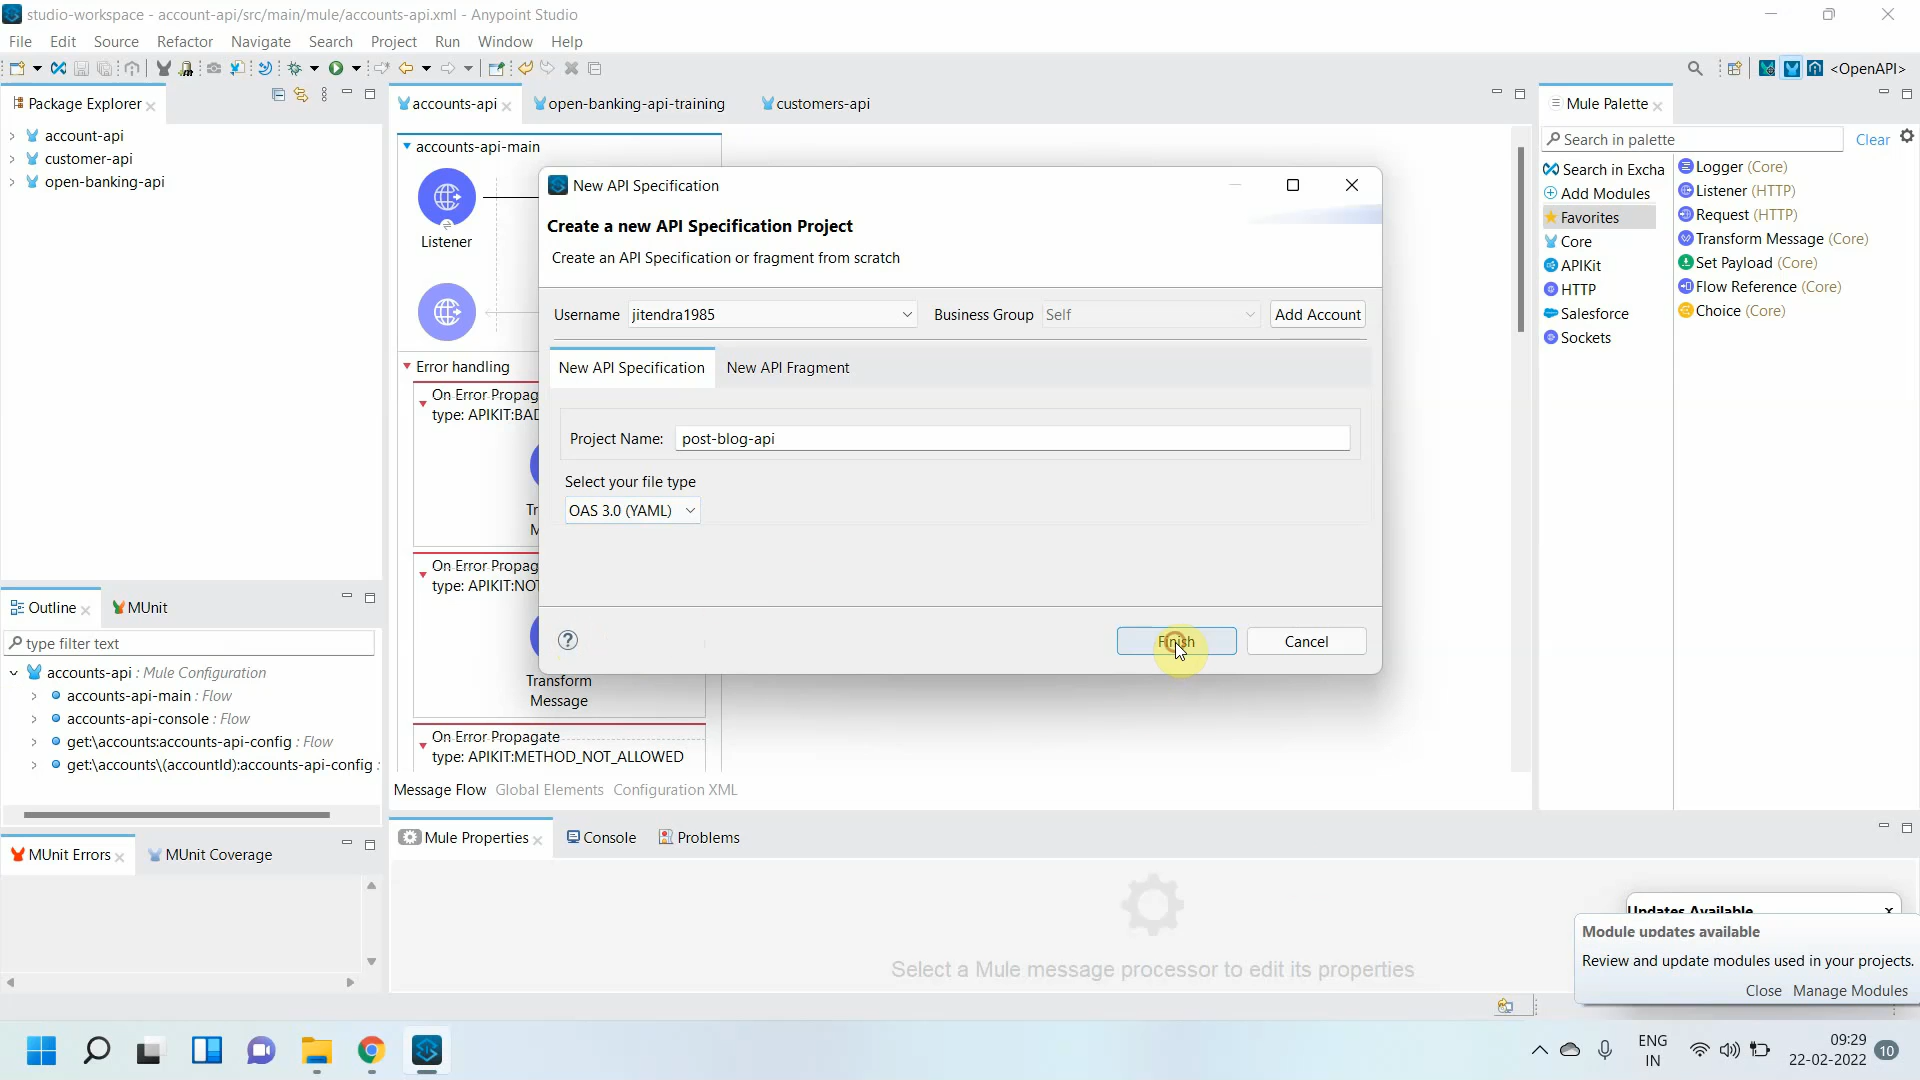 studio-workspace - account-api/src/main/mule/accounts-api.xml - Anypoint Studio
File Edit Source Refactor Navigate Search Project Run Window Help
<OpenAPI>
Package Explorer
account-api
customer-api
open-banking-api
accounts-api
open-banking-api-training
customers-api
accounts-api-main
Listener
Error handling
On Error Propag
type: APIKIT:BAD
Tr
M
On Error Propag
type: APIKIT:NOT
Transform
Message
On Error Propagate
type: APIKIT:METHOD_NOT_ALLOWED
Message Flow Global Elements Configuration XML
New API Specification
Create a new API Specification Project
Create an API Specification or fragment from scratch
Username jitendra1985 Business Group Self Add Account
New API Specification New API Fragment
Project Name: post-blog-api
Select your file type
OAS 3.0 (YAML)
Finish Cancel
Mule Palette
Search in palette Clear
Search in Excha
Add Modules
Favorites
Core
APIKit
HTTP
Salesforce
Sockets
Logger (Core)
Listener (HTTP)
Request (HTTP)
Transform Message (Core)
Set Payload (Core)
Flow Reference (Core)
Choice (Core)
Outline MUnit
type filter text
accounts-api : Mule Configuration
accounts-api-main : Flow
accounts-api-console : Flow
get:\accounts:accounts-api-config : Flow
get:\accounts\(accountId):accounts-api-config :
MUnit Errors MUnit Coverage
Mule Properties Console Problems
Select a Mule message processor to edit its properties
Updates Available
Module updates available
Review and update modules used in your projects.
Close Manage Modules
ENG
IN
09:29
22-02-2022
10